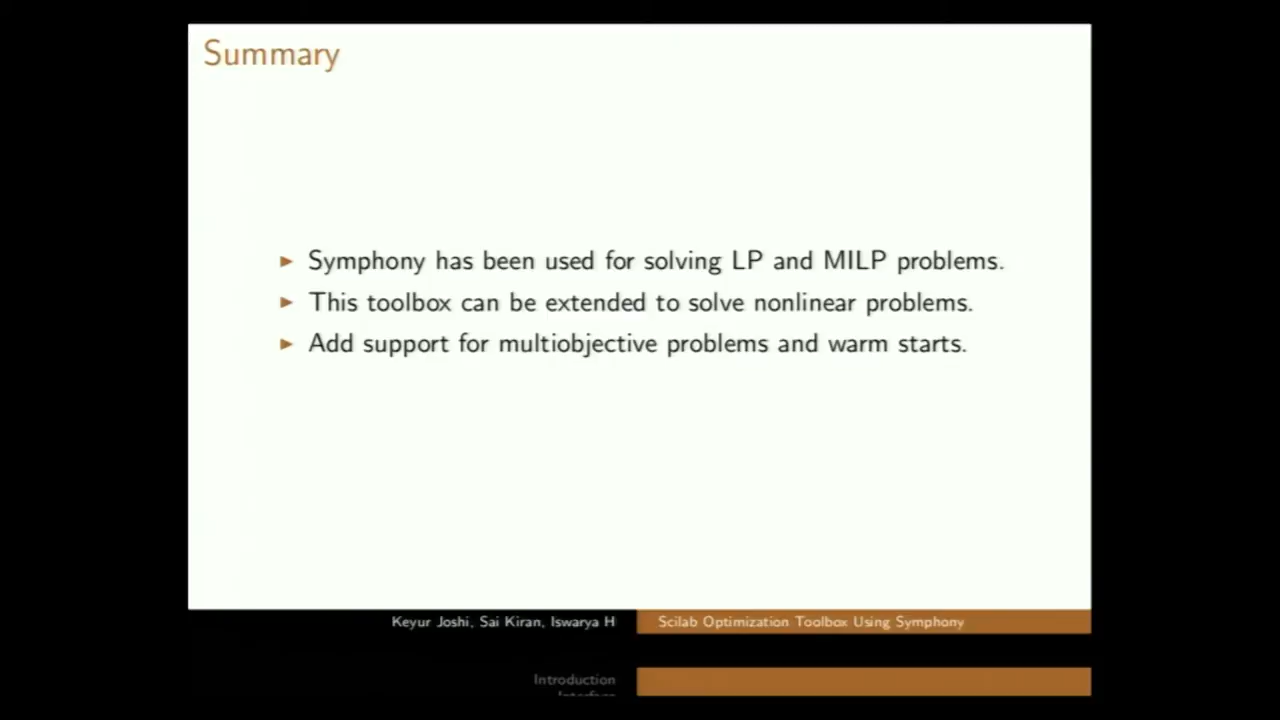 Summary
► Symphony has been used for solving LP and MILP problems.
► This toolbox can be extended to solve nonlinear problems.
► Add support for multiobjective problems and warm starts.
Keyur Joshi, Sai Kiran, Iswarya H
Scilab Optimization Toolbox Using Symphony
Introduction